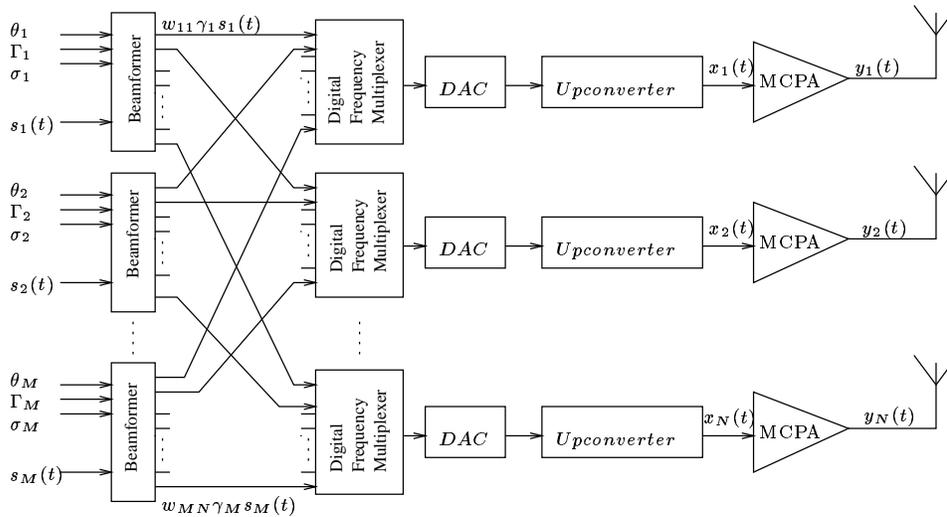 θ1
Γ1
σ1
s1(t)
Beamformer
w11γ1s1(t)
Digital
Frequency
Multiplexer
DAC
Upconverter
x1(t)
MCPA
y1(t)
θ2
Γ2
σ2
s2(t)
Beamformer
Digital
Frequency
Multiplexer
DAC
Upconverter
x2(t)
MCPA
y2(t)
θM
ΓM
σM
sM(t)
Beamformer
wMNγMsM(t)
Digital
Frequency
Multiplexer
DAC
Upconverter
xN(t)
MCPA
yN(t)